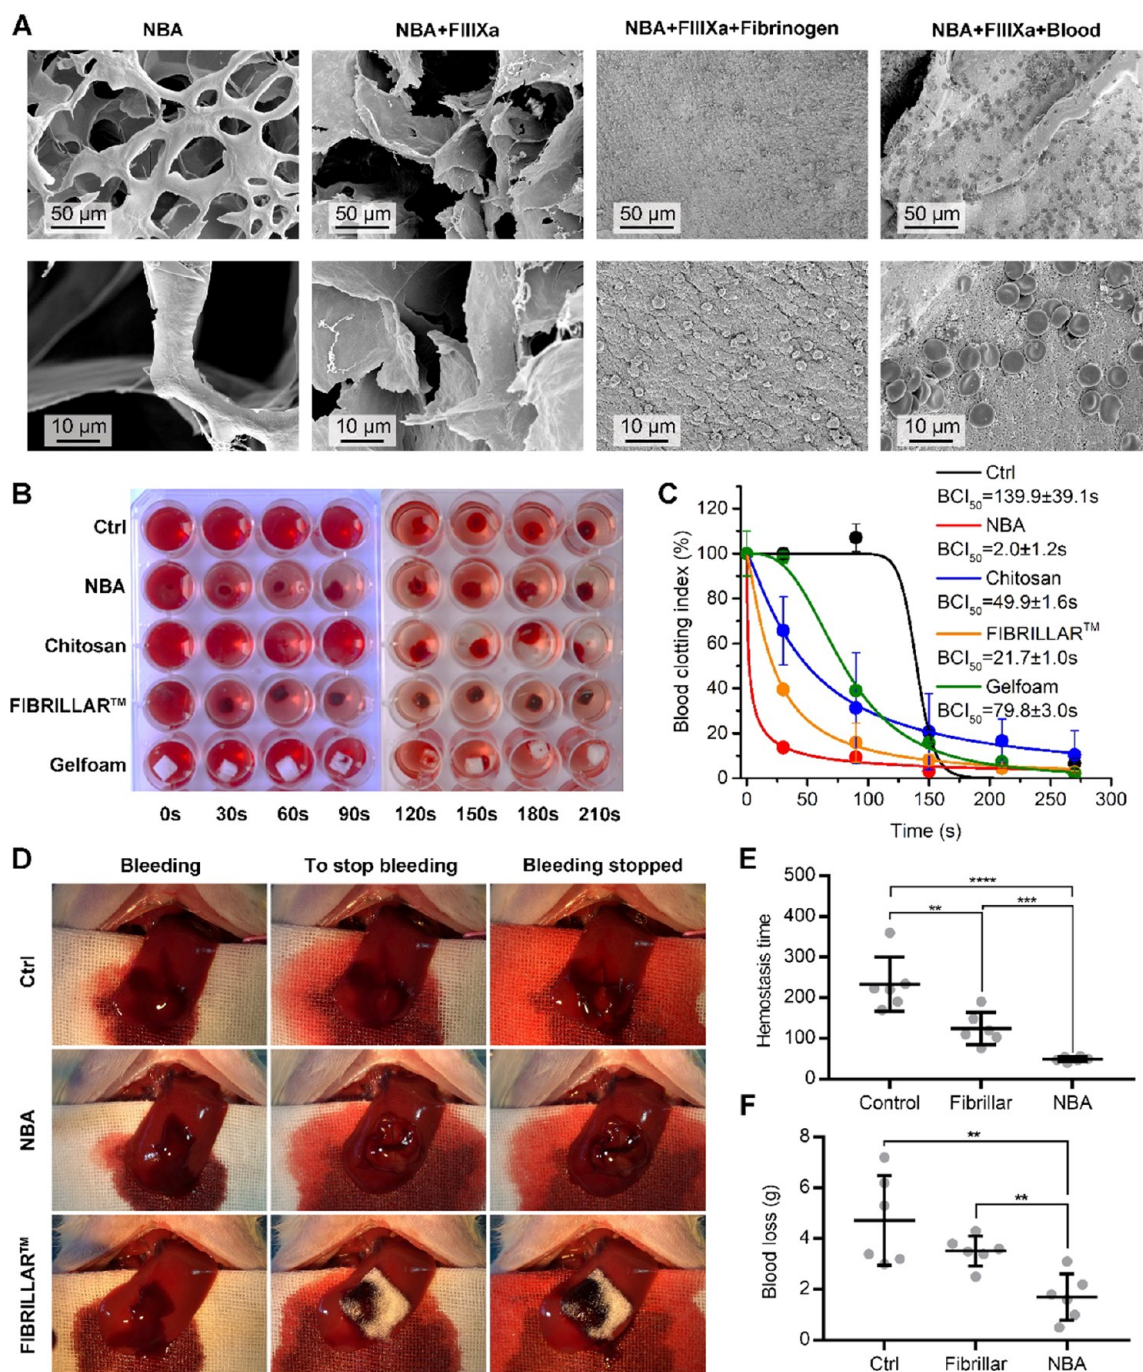 A
NBA
NBA+FIIIXa
NBA+FIIIXa+Fibrinogen
NBA+FIIIXa+Blood
50 μm
50 μm
50 μm
50 μm
10 μm
10 μm
10 μm
10 μm
B
Ctrl
NBA
Chitosan
FIBRILLAR™
Gelfoam
0s 30s 60s 90s 120s 150s 180s 210s
C
Blood clotting index (%)
120
100
80
60
40
20
0
0 50 100 150 200 250 300
Time (s)
Ctrl
BCI50=139.9±39.1s
NBA
BCI50=2.0±1.2s
Chitosan
BCI50=49.9±1.6s
FIBRILLAR™
BCI50=21.7±1.0s
Gelfoam
BCI50=79.8±3.0s
D
Bleeding
To stop bleeding
Bleeding stopped
Ctrl
NBA
FIBRILLAR™
E
Hemostasis time
500
400
300
200
100
0
****
**
***
Control Fibrillar NBA
F
Blood loss (g)
8
6
4
2
0
**
**
Ctrl Fibrillar NBA